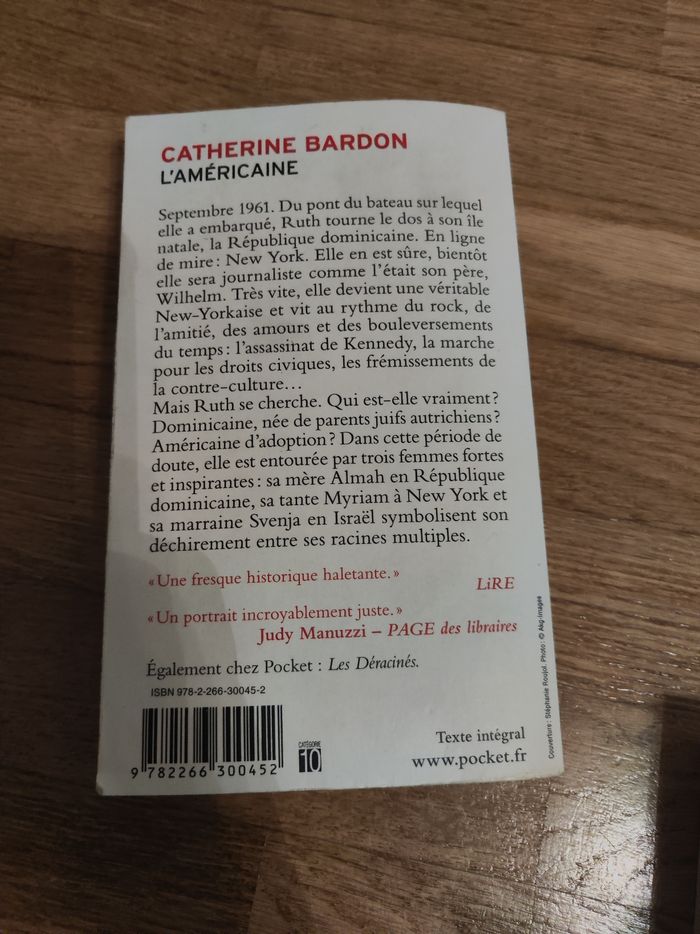 CATHERINE BARDON
L'AMÉRICAINE
Septembre 1961. Du pont du bateau sur lequel
elle a embarqué, Ruth tourne le dos à son île
natale, la République dominicaine. En ligne
de mire : New York. Elle en est sûre, bientôt
elle sera journaliste comme l'était son père,
Wilhelm. Très vite, elle devient une véritable
New-Yorkaise et vit au rythme du rock, de
l'amitié, des amours et des bouleversements
du temps : l'assassinat de Kennedy, la marche
pour les droits civiques, les frémissements de
la contre-culture...
Mais Ruth se cherche. Qui est-elle vraiment ?
Dominicaine, née de parents juifs autrichiens ?
Américaine d'adoption ? Dans cette période de
doute, elle est entourée par trois femmes fortes
et inspirantes : sa mère Almah en République
dominicaine, sa tante Myriam à New York et
sa marraine Svenja en Israël symbolisent son
déchirement entre ses racines multiples.
« Une fresque historique haletante. »
LiRE
« Un portrait incroyablement juste. »
Judy Manuzzi – PAGE des libraires
Également chez Pocket : Les Déracinés.
ISBN 978-2-266-30045-2
9 782266 300452
CATÉGORIE
10
Texte intégral
www.pocket.fr
Couverture : Stéphanie Roujol. Photo : © Akg-images